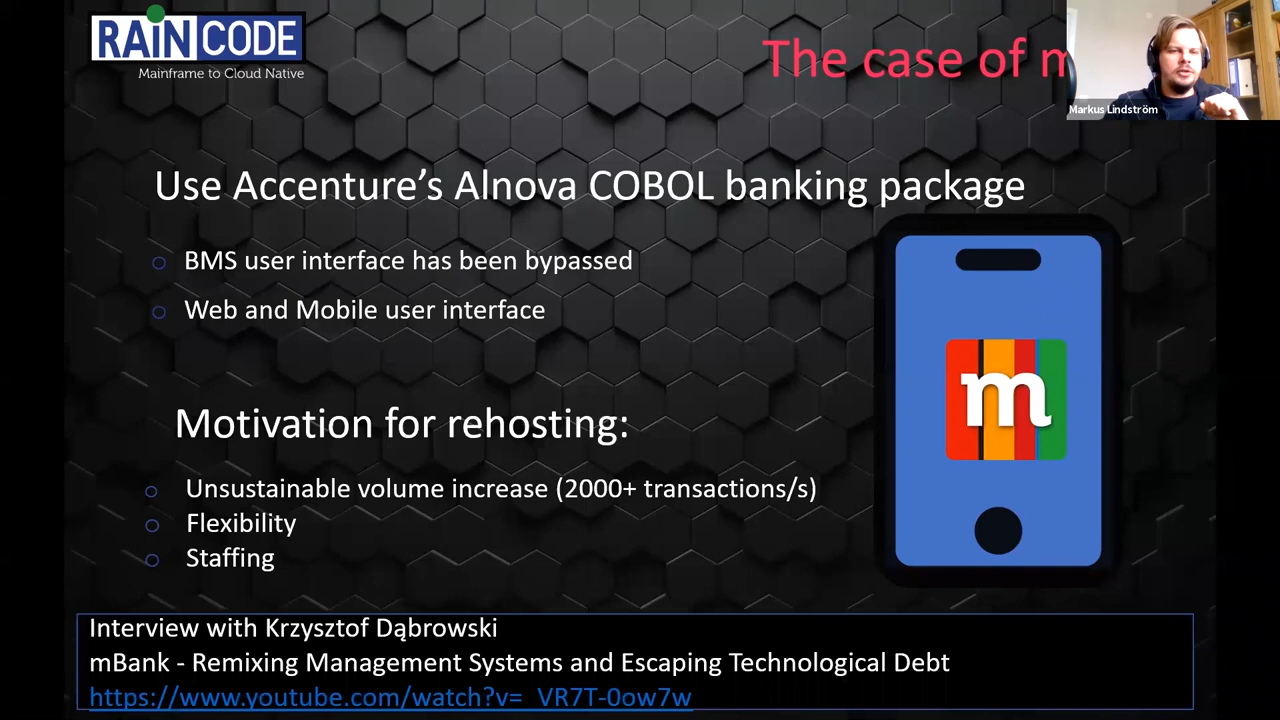 RAINCODE
Mainframe to Cloud Native
The case of m
Markus Lindström
Use Accenture’s Alnova COBOL banking package
BMS user interface has been bypassed
Web and Mobile user interface
m
Motivation for rehosting:
Unsustainable volume increase (2000+ transactions/s)
Flexibility
Staffing
Interview with Krzysztof Dąbrowski
mBank - Remixing Management Systems and Escaping Technological Debt
https://www.youtube.com/watch?v=_VR7T-0ow7w